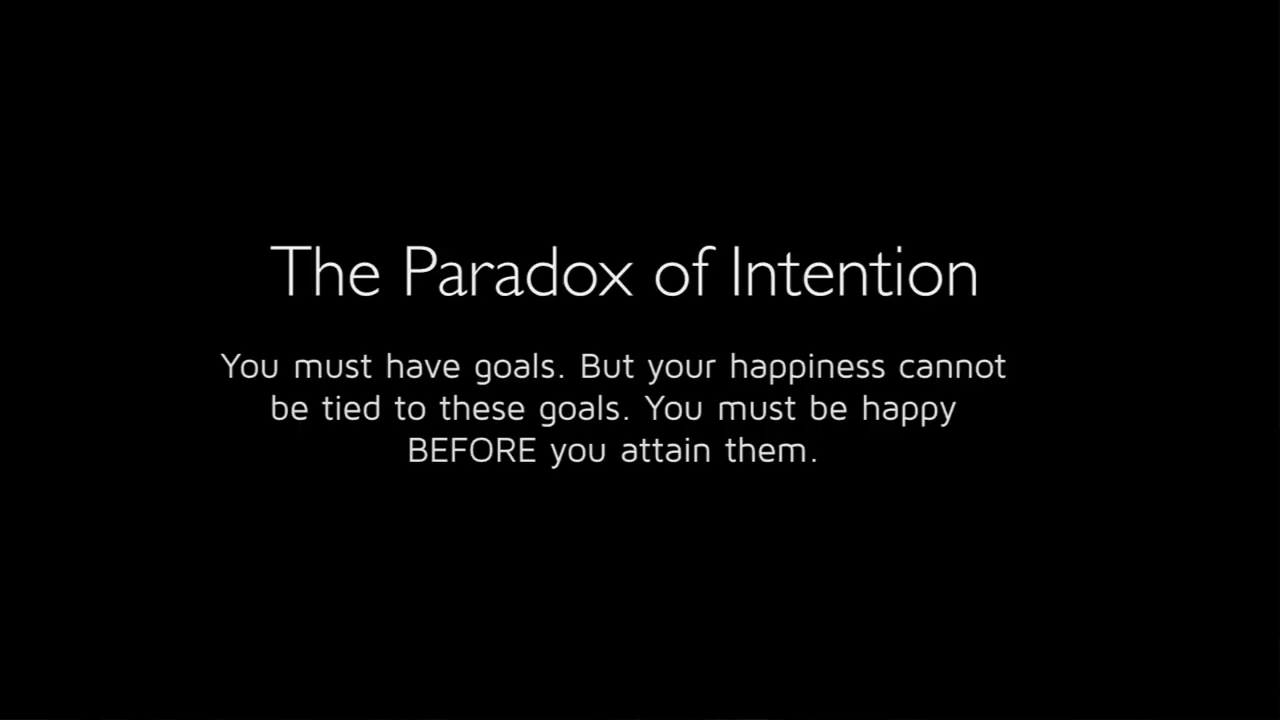 The Paradox of Intention
You must have goals. But your happiness cannot
be tied to these goals. You must be happy
BEFORE you attain them.